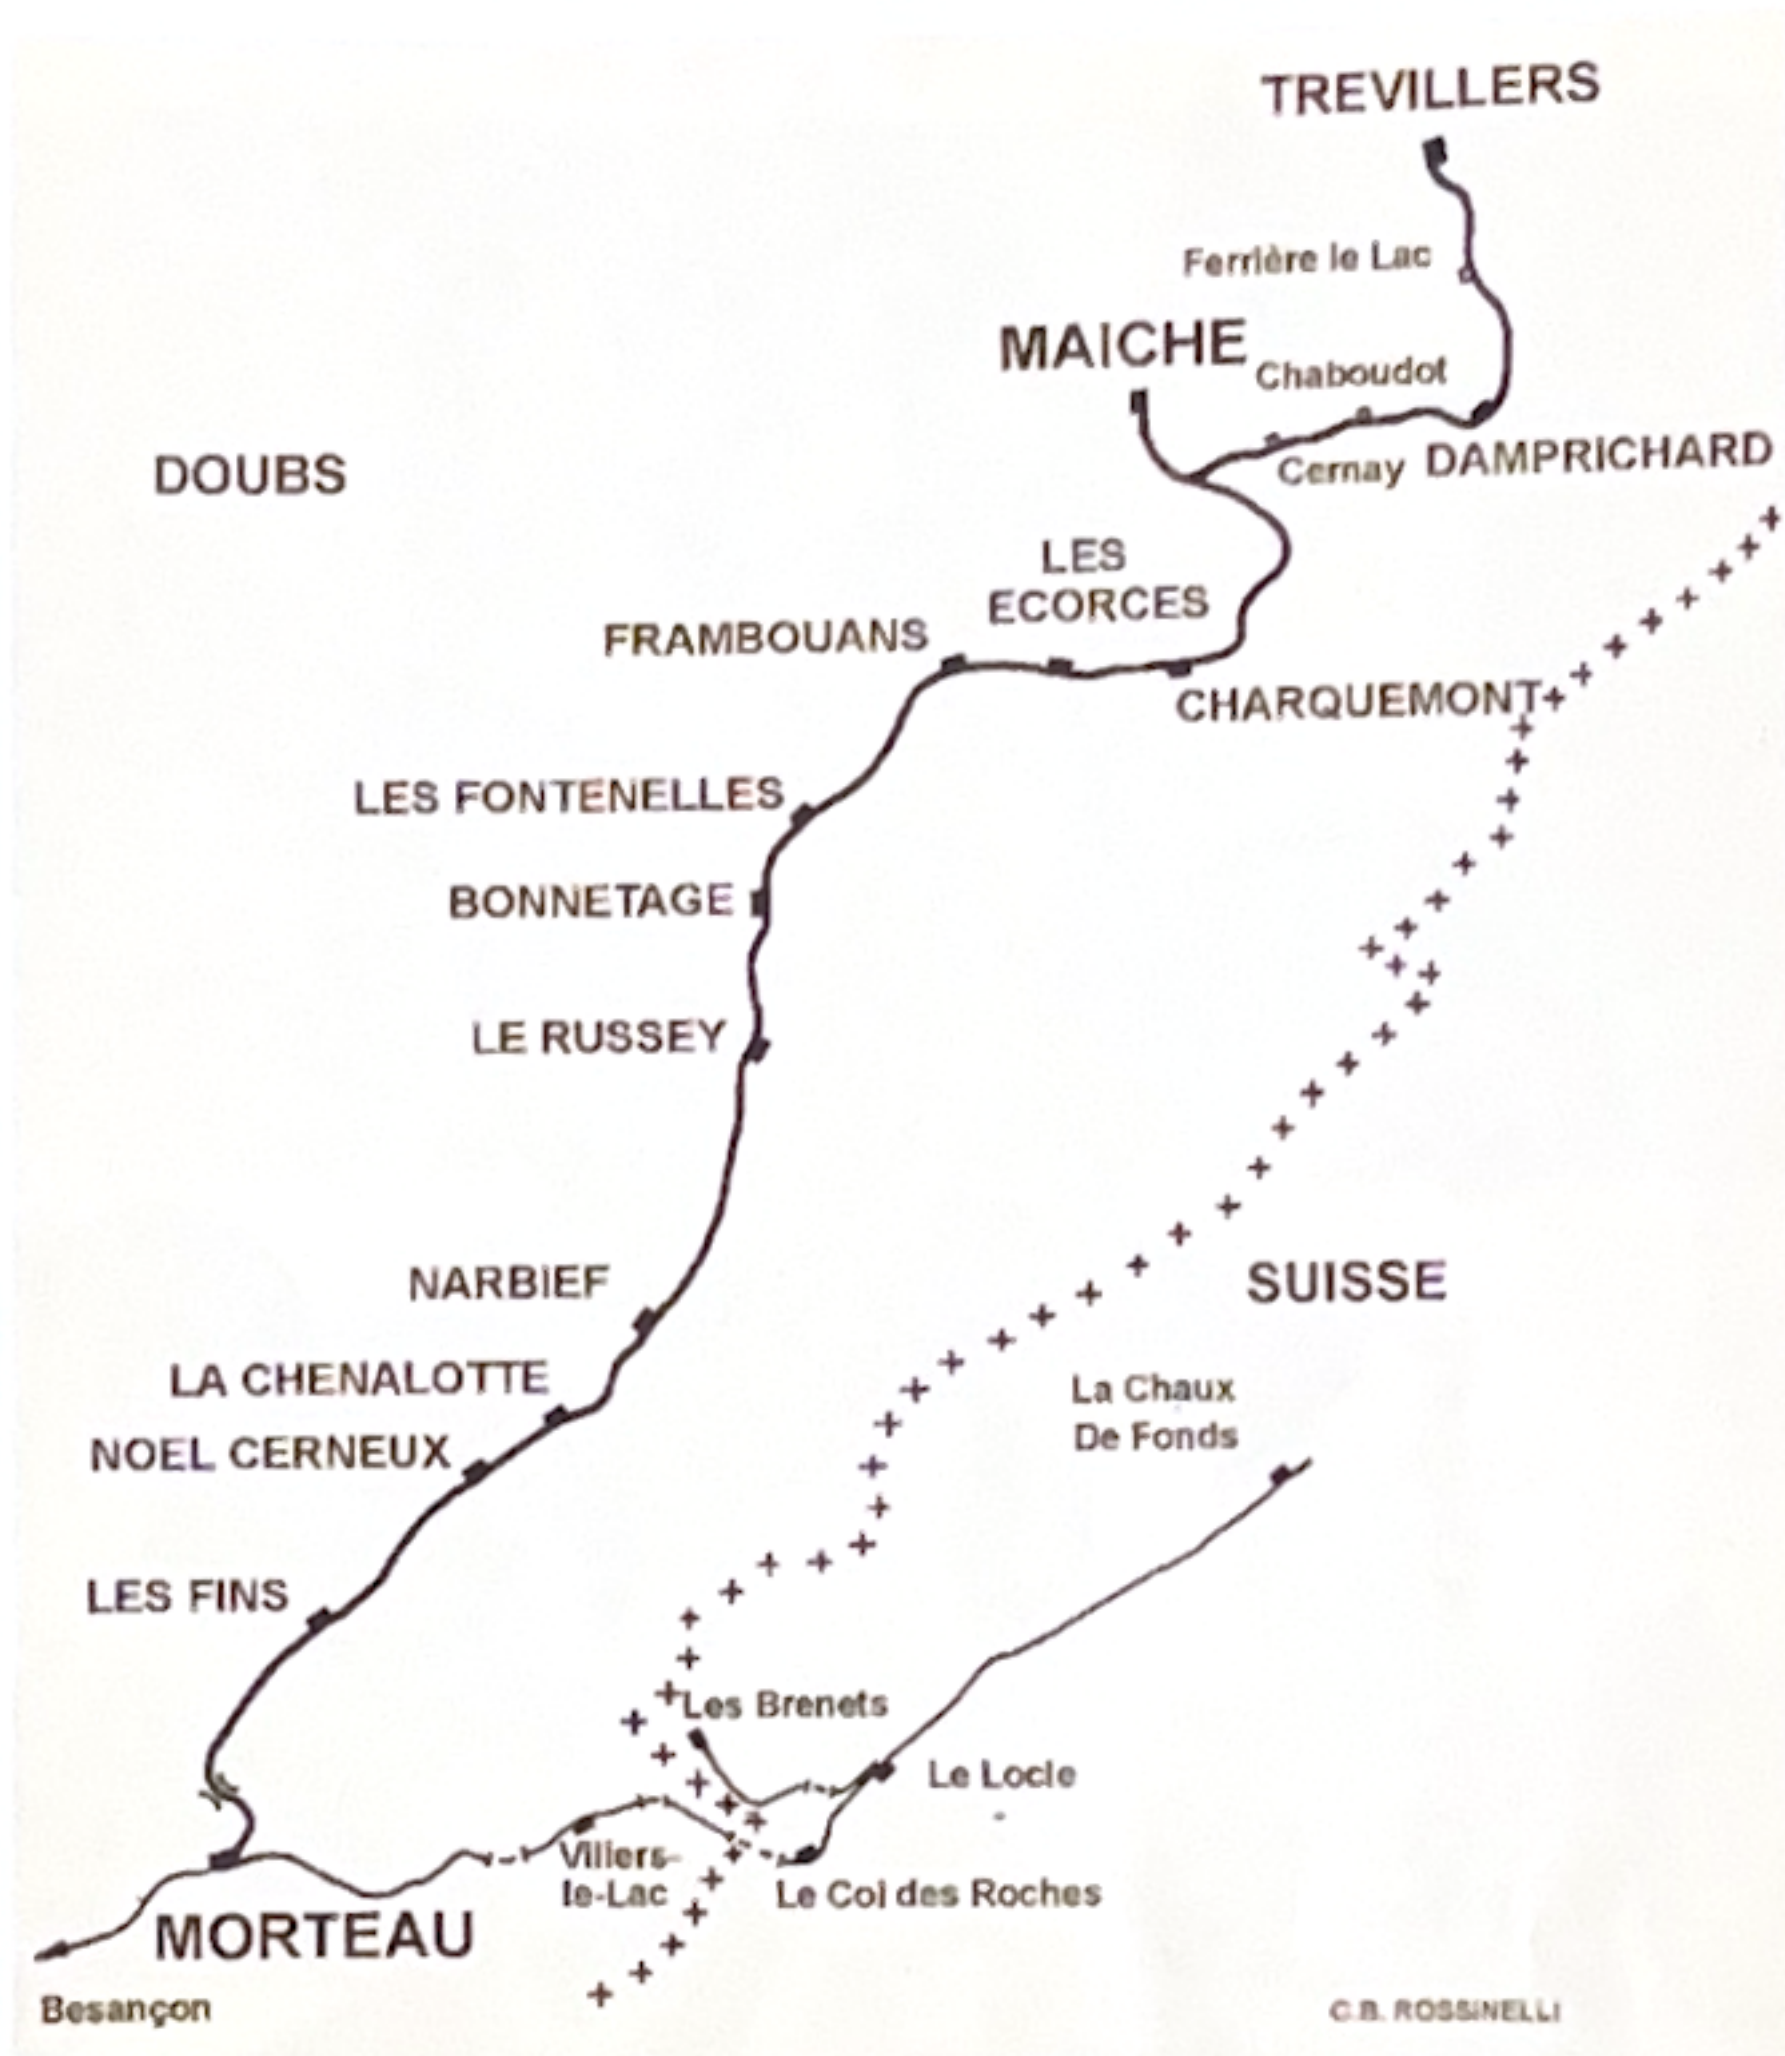 TREVILLERS
Ferrière le Lac
MAICHE
Chaboudot
DOUBS
Cernay
DAMPRICHARD
LES
ECORCES
FRAMBOUANS
CHARQUEMONT
LES FONTENELLES
BONNETAGE
LE RUSSEY
NARBIEF
SUISSE
LA CHENALOTTE
La Chaux
De Fonds
NOEL CERNEUX
LES FINS
Les Brenets
Le Locle
Villers-
le-Lac
Le Col des Roches
MORTEAU
Besançon
C.B. ROSSINELLI